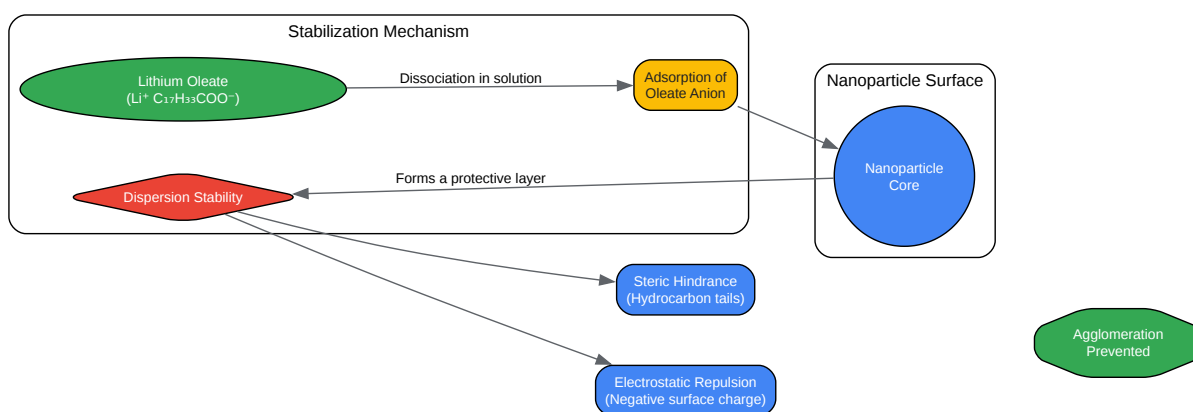 Stabilization Mechanism
Lithium Oleate
(Li⁺ C₁₇H₃₃COO⁻)
Dissociation in solution
Adsorption of
Oleate Anion
Nanoparticle Surface
Nanoparticle
Core
Forms a protective layer
Dispersion Stability
Steric Hindrance
(Hydrocarbon tails)
Electrostatic Repulsion
(Negative surface charge)
Agglomeration
Prevented